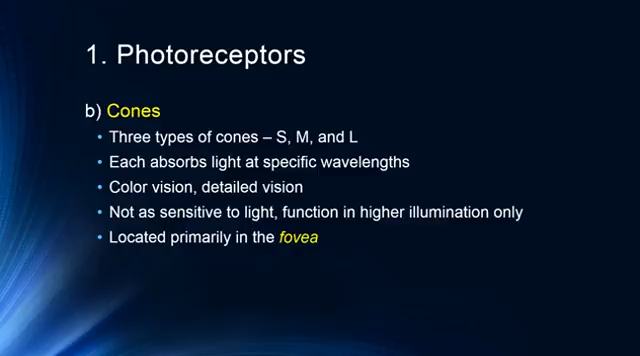 1. Photoreceptors
b) Cones
• Three types of cones – S, M, and L
• Each absorbs light at specific wavelengths
• Color vision, detailed vision
• Not as sensitive to light, function in higher illumination only
• Located primarily in the fovea